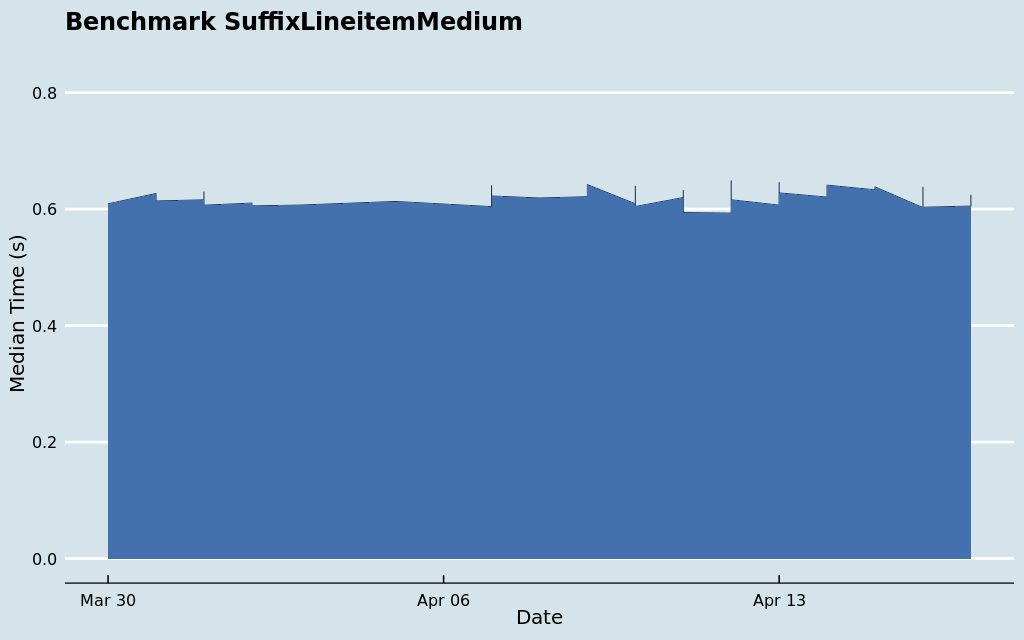 Benchmark SuffixLineitemMedium
0.8
0.6
0.4
0.2
0.0
Median Time (s)
Mar 30
Apr 06
Apr 13
Date